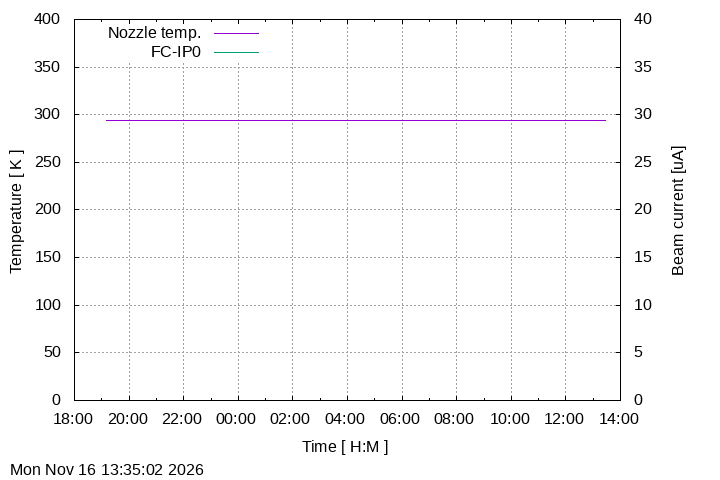 400
350
300
250
200
150
100
50
0
Temperature [ K ]
Nozzle temp.
FC-IP0
40
35
30
25
20
15
10
5
0
Beam current [uA]
18:00 20:00 22:00 00:00 02:00 04:00 06:00 08:00 10:00 12:00 14:00
Time [ H:M ]
Mon Nov 16 13:35:02 2026